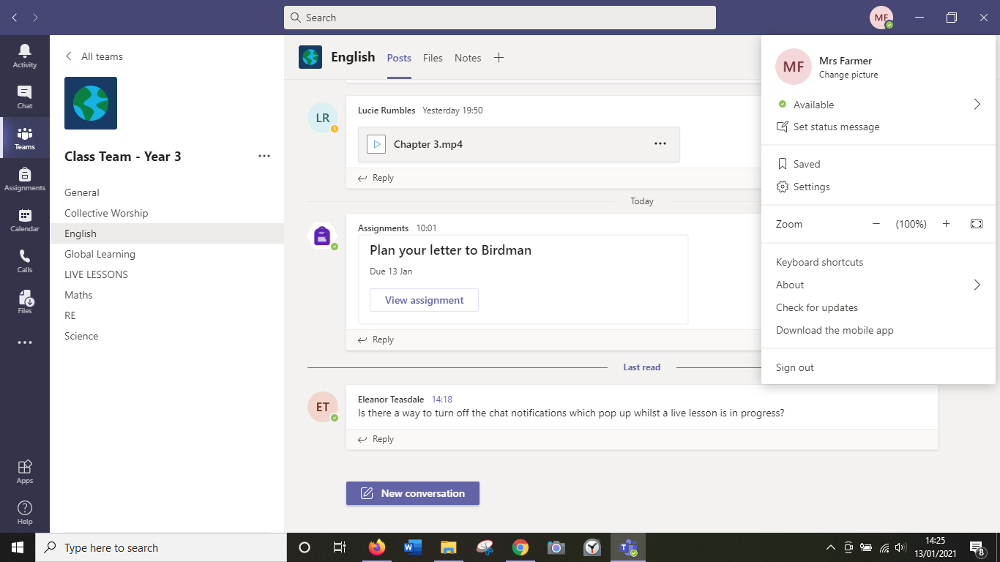 Search
MF
Activity
Chat
Teams
Assignments
Calendar
Calls
Files
Apps
Help
All teams
Class Team - Year 3
General
Collective Worship
English
Global Learning
LIVE LESSONS
Maths
RE
Science
English Posts Files Notes
LR
Lucie Rumbles Yesterday 19:50
Chapter 3.mp4
Reply
Today
Assignments 10:01
Plan your letter to Birdman
Due 13 Jan
View assignment
Reply
Last read
ET
Eleanor Teasdale 14:18
Is there a way to turn off the chat notifications which pop up whilst a live lesson is in progress?
Reply
New conversation
MF
Mrs Farmer
Change picture
Available
Set status message
Saved
Settings
Zoom (100%)
Keyboard shortcuts
About
Check for updates
Download the mobile app
Sign out
Type here to search
14:25
13/01/2021
8